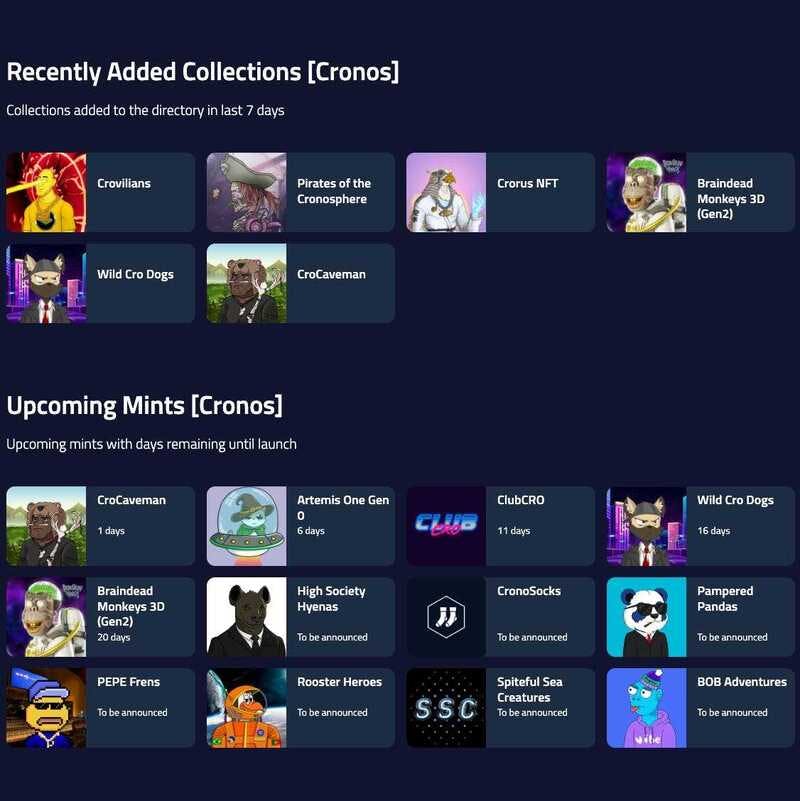 Recently Added Collections [Cronos]
Collections added to the directory in last 7 days
Crovilians
Pirates of the
Cronosphere
Crorus NFT
Braindead
Monkeys 3D
(Gen2)
Wild Cro Dogs
CroCaveman
Upcoming Mints [Cronos]
Upcoming mints with days remaining until launch
CroCaveman
1 days
Artemis One Gen
0
6 days
CLUB
CRO
ClubCRO
11 days
Wild Cro Dogs
16 days
Braindead
Monkeys 3D
(Gen2)
20 days
High Society
Hyenas
To be announced
CronoSocks
To be announced
Pampered
Pandas
To be announced
PEPE Frens
To be announced
Rooster Heroes
To be announced
SSC
Spiteful Sea
Creatures
To be announced
BOB Adventures
To be announced